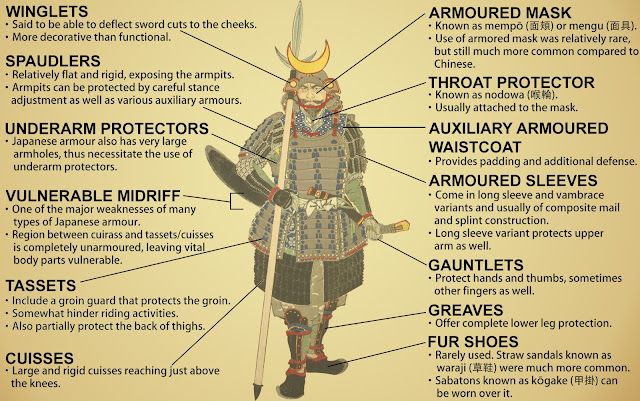 WINGLETS
• Said to be able to deflect sword cuts to the cheeks.
• More decorative than functional.
SPAUDLERS
• Relatively flat and rigid, exposing the armpits.
• Armpits can be protected by careful stance
adjustment as well as various auxiliary armours.
UNDERARM PROTECTORS
• Japanese armour also has very large
armholes, thus necessitate the use of
underarm protectors.
VULNERABLE MIDRIFF
• One of the major weaknesses of many
types of Japanese armour.
• Region between cuirass and tassets/cuisses
is completely unarmoured, leaving vital
body parts vulnerable.
TASSETS
• Include a groin guard that protects the groin.
• Somewhat hinder riding activities.
• Also partially protect the back of thighs.
CUISSES
• Large and rigid cuisses reaching just above
the knees.
ARMOURED MASK
• Known as mempō (面頬) or mengu (面具).
• Use of armored mask was relatively rare,
but still much more common compared to
Chinese.
THROAT PROTECTOR
• Known as nodowa (喉輪).
• Usually attached to the mask.
AUXILIARY ARMOURED
WAISTCOAT
• Provides padding and additional defense.
ARMOURED SLEEVES
• Come in long sleeve and vambrace
variants and usually of composite mail
and splint construction.
• Long sleeve variant protects upper
arm as well.
GAUNTLETS
• Protect hands and thumbs, sometimes
other fingers as well.
GREAVES
• Offer complete lower leg protection.
FUR SHOES
• Rarely used. Straw sandals known as
waraji (草鞋) were much more common.
• Sabatons known as kōgake (甲掛) can
be worn over it.